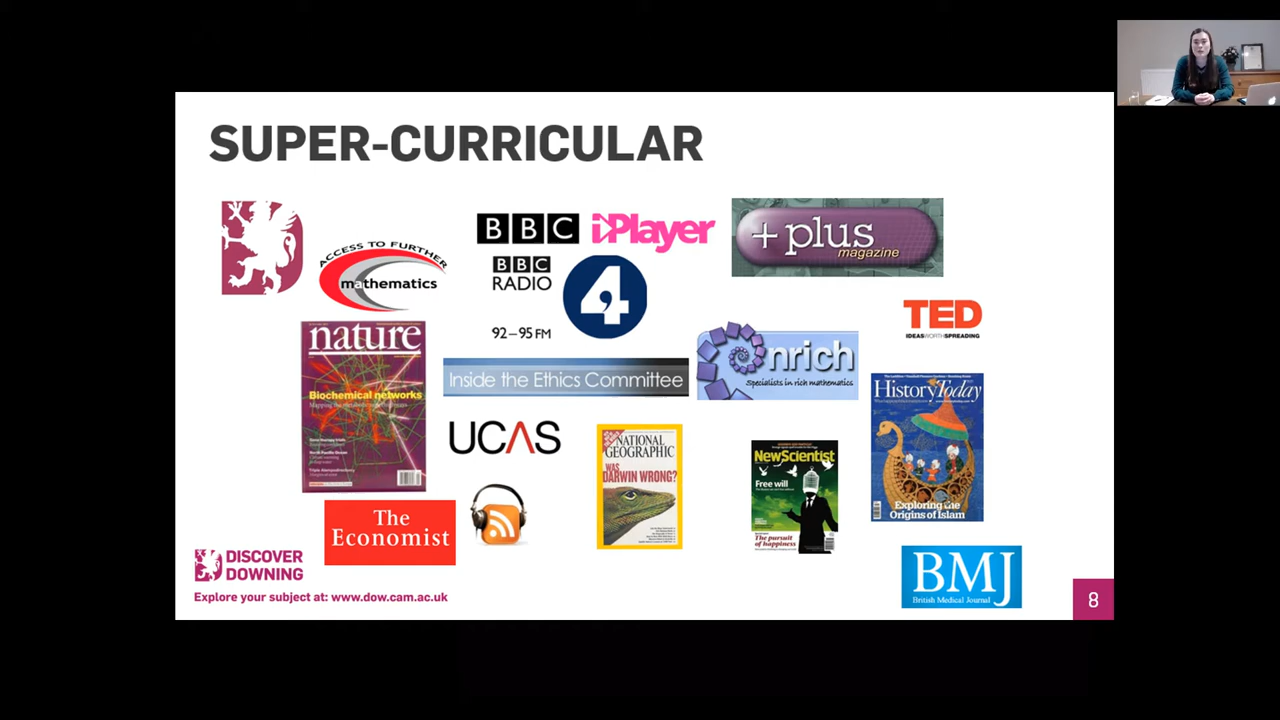 SUPER-CURRICULAR
ACCESS TO FURTHER
mathematics
BBC iPlayer
BBC
RADIO
4
92–95 FM
+plus
magazine
TED
IDEAS WORTH SPREADING
nature
Biochemical networks
Inside the Ethics Committee
nrich
Specialists in rich mathematics
History Today
Exploring the
Origins of Islam
UCAS
NATIONAL
GEOGRAPHIC
WAS
DARWIN WRONG?
NewScientist
Free will
The pursuit
of happiness
The
Economist
DISCOVER
DOWNING
Explore your subject at: www.dow.cam.ac.uk
BMJ
British Medical Journal
8